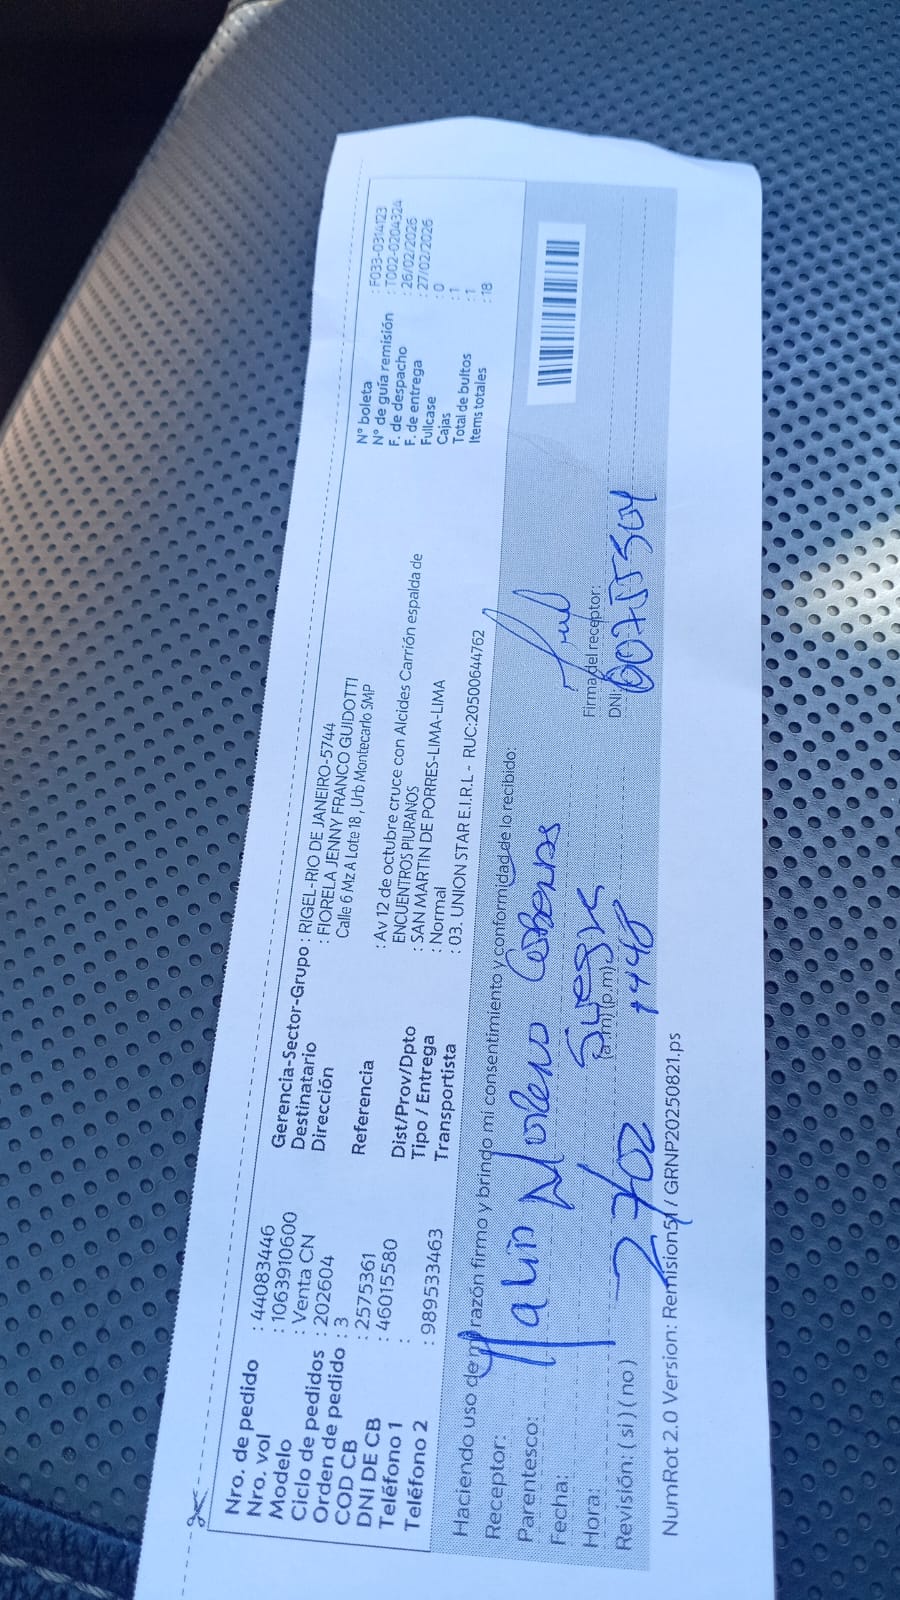 Nro. de pedido : 44083446
Nro. vol : 1063910600
Modelo : Venta CN
Ciclo de pedidos : 202604
Orden de pedido : 3
COD CB : 2575361
DNI DE CB : 46015580
Teléfono 1 :
Teléfono 2 : 989533463
Gerencia-Sector-Grupo : RIGEL-RIO DE JANEIRO-5744
Destinatario : FIORELA JENNY FRANCO GUIDOTTI
Dirección Calle 6 Mz A Lote 18 , Urb Montecarlo SMP
Referencia : Av 12 de octubre cruce con Alcides Carrión espalda de
ENCUENTROS PIURANOS
Dist/Prov/Dpto : SAN MARTIN DE PORRES-LIMA-LIMA
Tipo / Entrega : Normal
Transportista : 03. UNION STAR E.I.R.L - RUC:20500644762
N° boleta : F033-0314123
N° de guía remisión : T002-0204324
F. de despacho : 26/02/2026
F. de entrega : 27/02/2026
Fullcase : 0
Cajas : 1
Total de bultos : 1
Items totales : 18
Haciendo uso de mi razón firmo y brindo mi consentimiento y conformidad de lo recibido:
Receptor: Moreno
Parentesco: Suegra
Fecha: 27/02
Hora: (a.m) (p.m) 1448
Revisión: ( si ) ( no )
Firma del receptor:
DNI:
NumRot 2.0 Version: Remision51 / GRNP20250821.ps